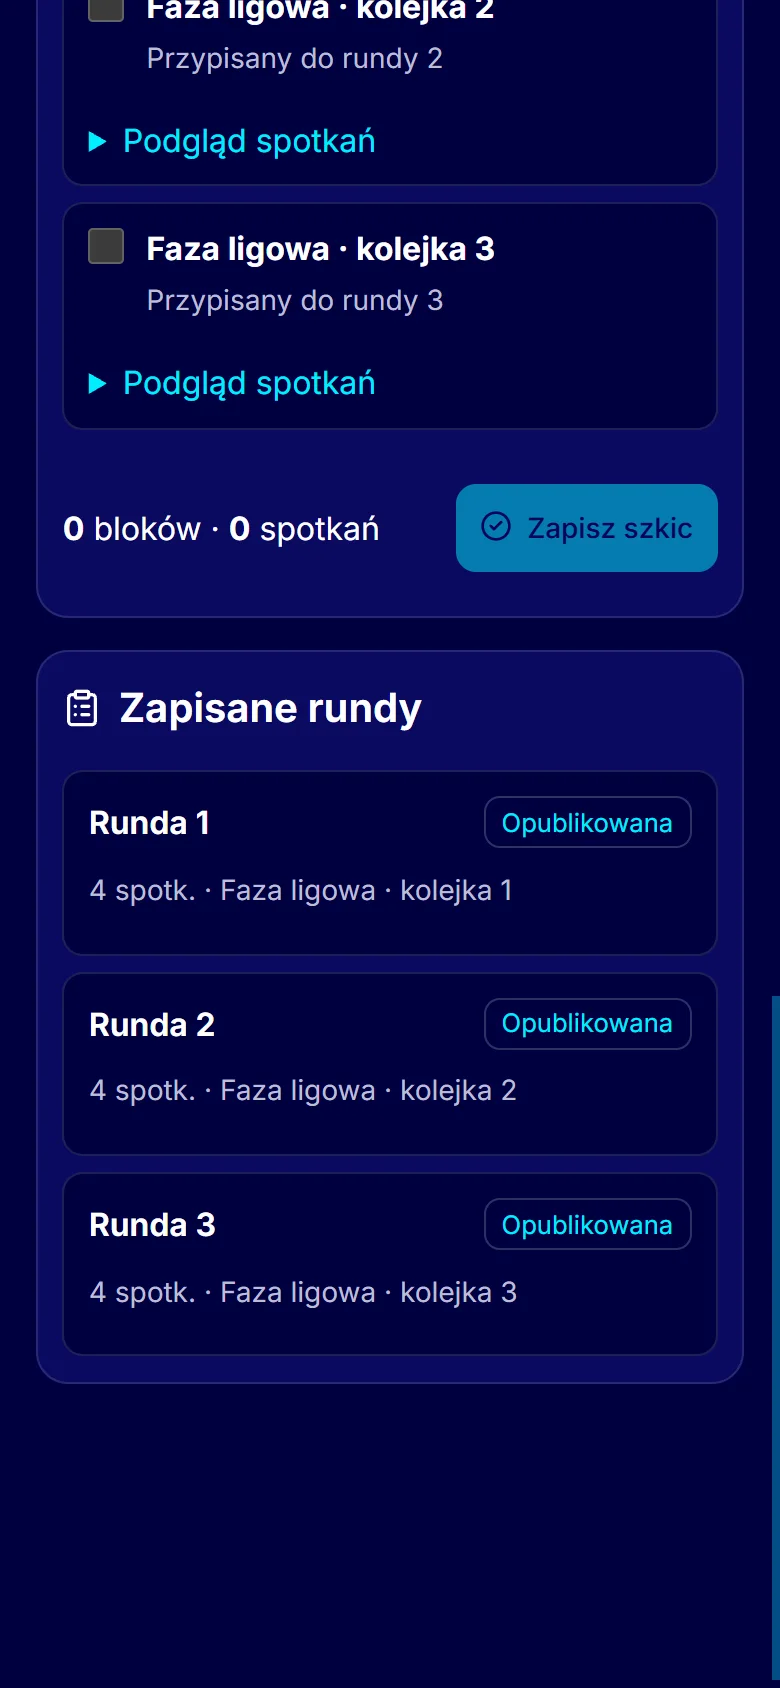 Faza ligowa · kolejka 2
Przypisany do rundy 2
Podgląd spotkań
Faza ligowa · kolejka 3
Przypisany do rundy 3
Podgląd spotkań
0 bloków · 0 spotkań
Zapisz szkic
Zapisane rundy
Runda 1
Opublikowana
4 spotk. · Faza ligowa · kolejka 1
Runda 2
Opublikowana
4 spotk. · Faza ligowa · kolejka 2
Runda 3
Opublikowana
4 spotk. · Faza ligowa · kolejka 3